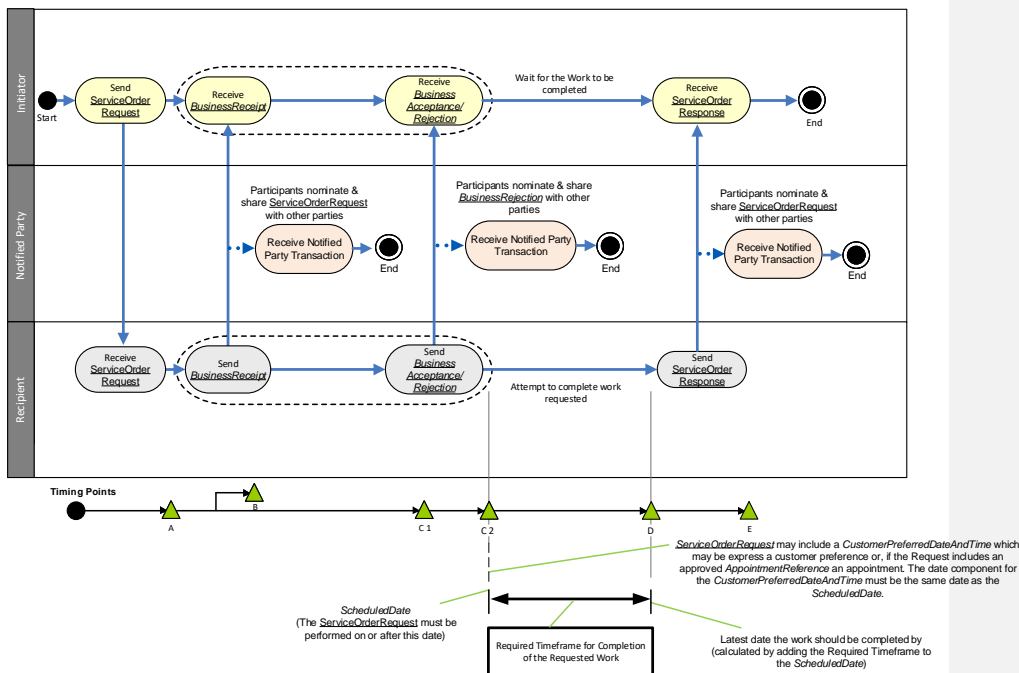 Initiator
Start
Send
ServiceOrder
Request
Receive
BusinessReceipt
Receive
Business
Acceptance/
Rejection
Wait for the Work to be
completed
Receive
ServiceOrder
Response
End
Notified Party
Participants nominate &
share ServiceOrderRequest
with other parties
Receive Notified
Party Transaction
End
Participants nominate & share
BusinessRejection with other
parties
Receive Notified Party
Transaction
End
Participants nominate &
share ServiceOrderRequest
with other parties
Receive Notified
Party Transaction
End
Recipient
Receive
ServiceOrder
Request
Send
BusinessReceipt
Send
Business
Acceptance/
Rejection
Attempt to complete work
requested
Send
ServiceOrder
Response
Timing Points
A
B
C 1
C 2
D
E
ServiceOrderRequest may include a CustomerPreferredDateAndTime which
may be express a customer preference or, if the Request includes an
approved AppointmentReference an appointment. The date component for
the CustomerPreferredDateAndTime must be the same date as the
ScheduledDate.
ScheduledDate
(The ServiceOrderRequest must be
performed on or after this date)
Required Timeframe for Completion
of the Requested Work
Latest date the work should be completed by
(calculated by adding the Required Timeframe to
the ScheduledDate)